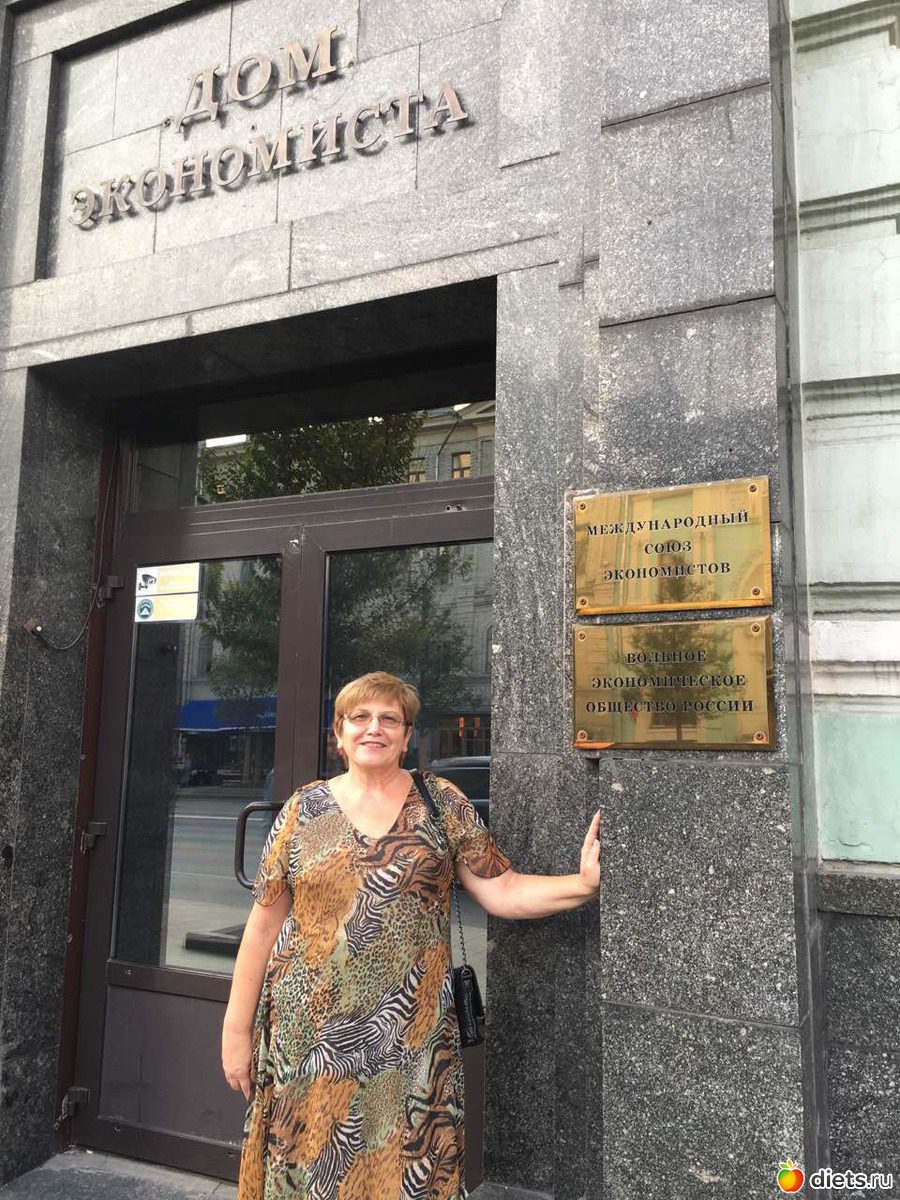 ДОМ
ЭКОНОМИСТА
МЕЖДУНАРОДНЫЙ
СОЮЗ
ЭКОНОМИСТОВ
ВОЛЬНОЕ
ЭКОНОМИЧЕСКОЕ
ОБЩЕСТВО РОССИИ
diets.ru